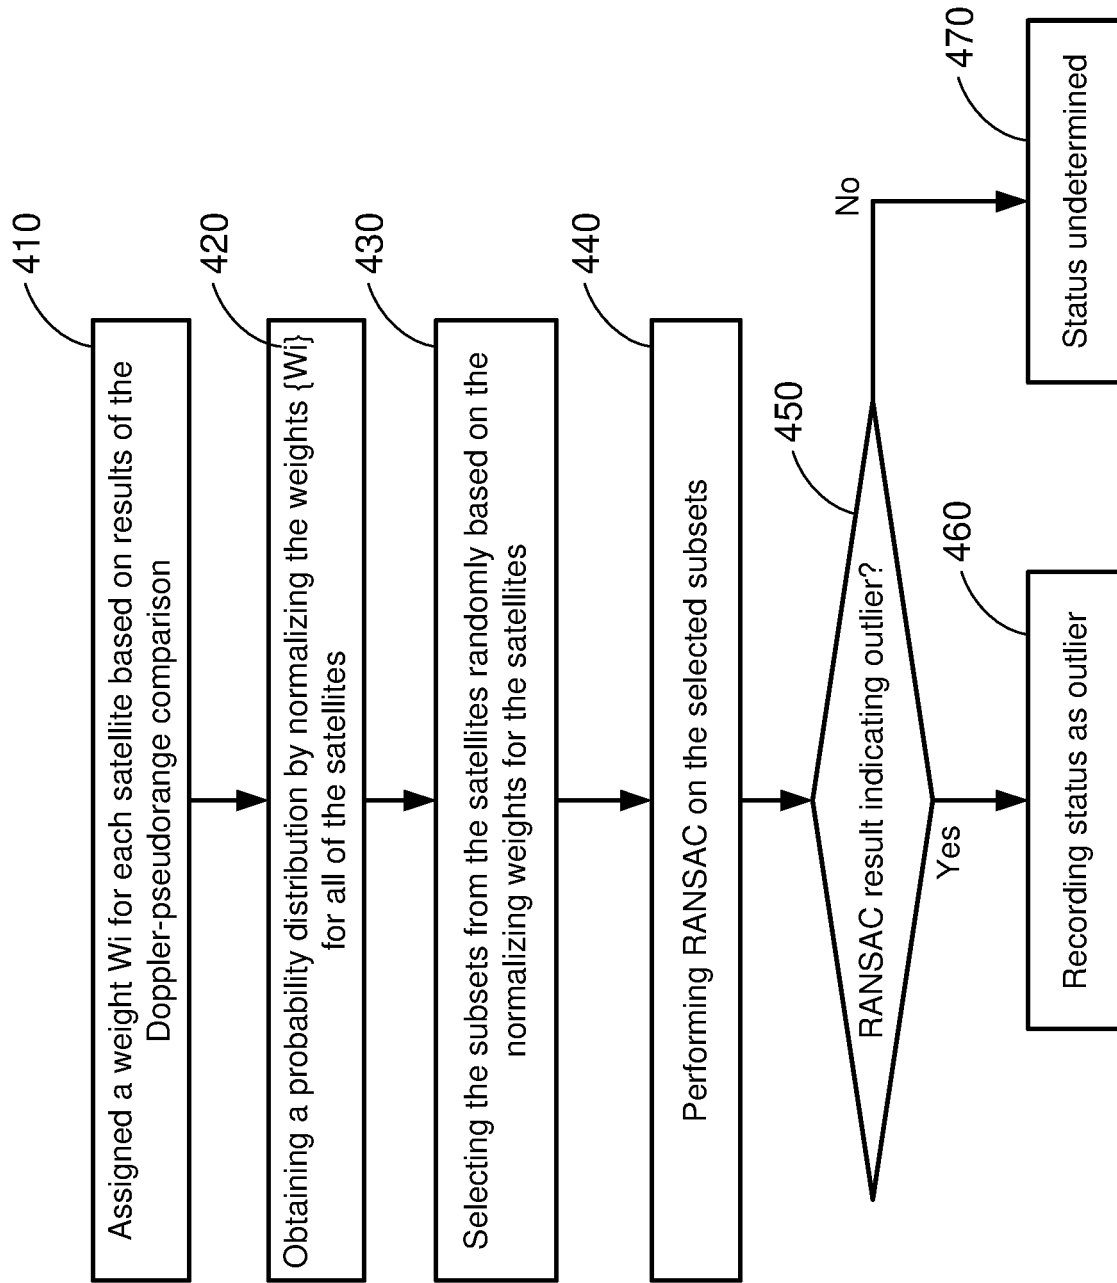 410
Assigned a weight Wi for each satellite based on results of the
Doppler-pseudorange comparison
420
Obtaining a probability distribution by normalizing the weights {Wi}
for all of the satellites
430
Selecting the subsets from the satellites randomly based on the
normalizing weights for the satellites
440
Performing RANSAC on the selected subsets
450
RANSAC result indicating outlier?
Yes
No
460
Recording status as outlier
470
Status undetermined